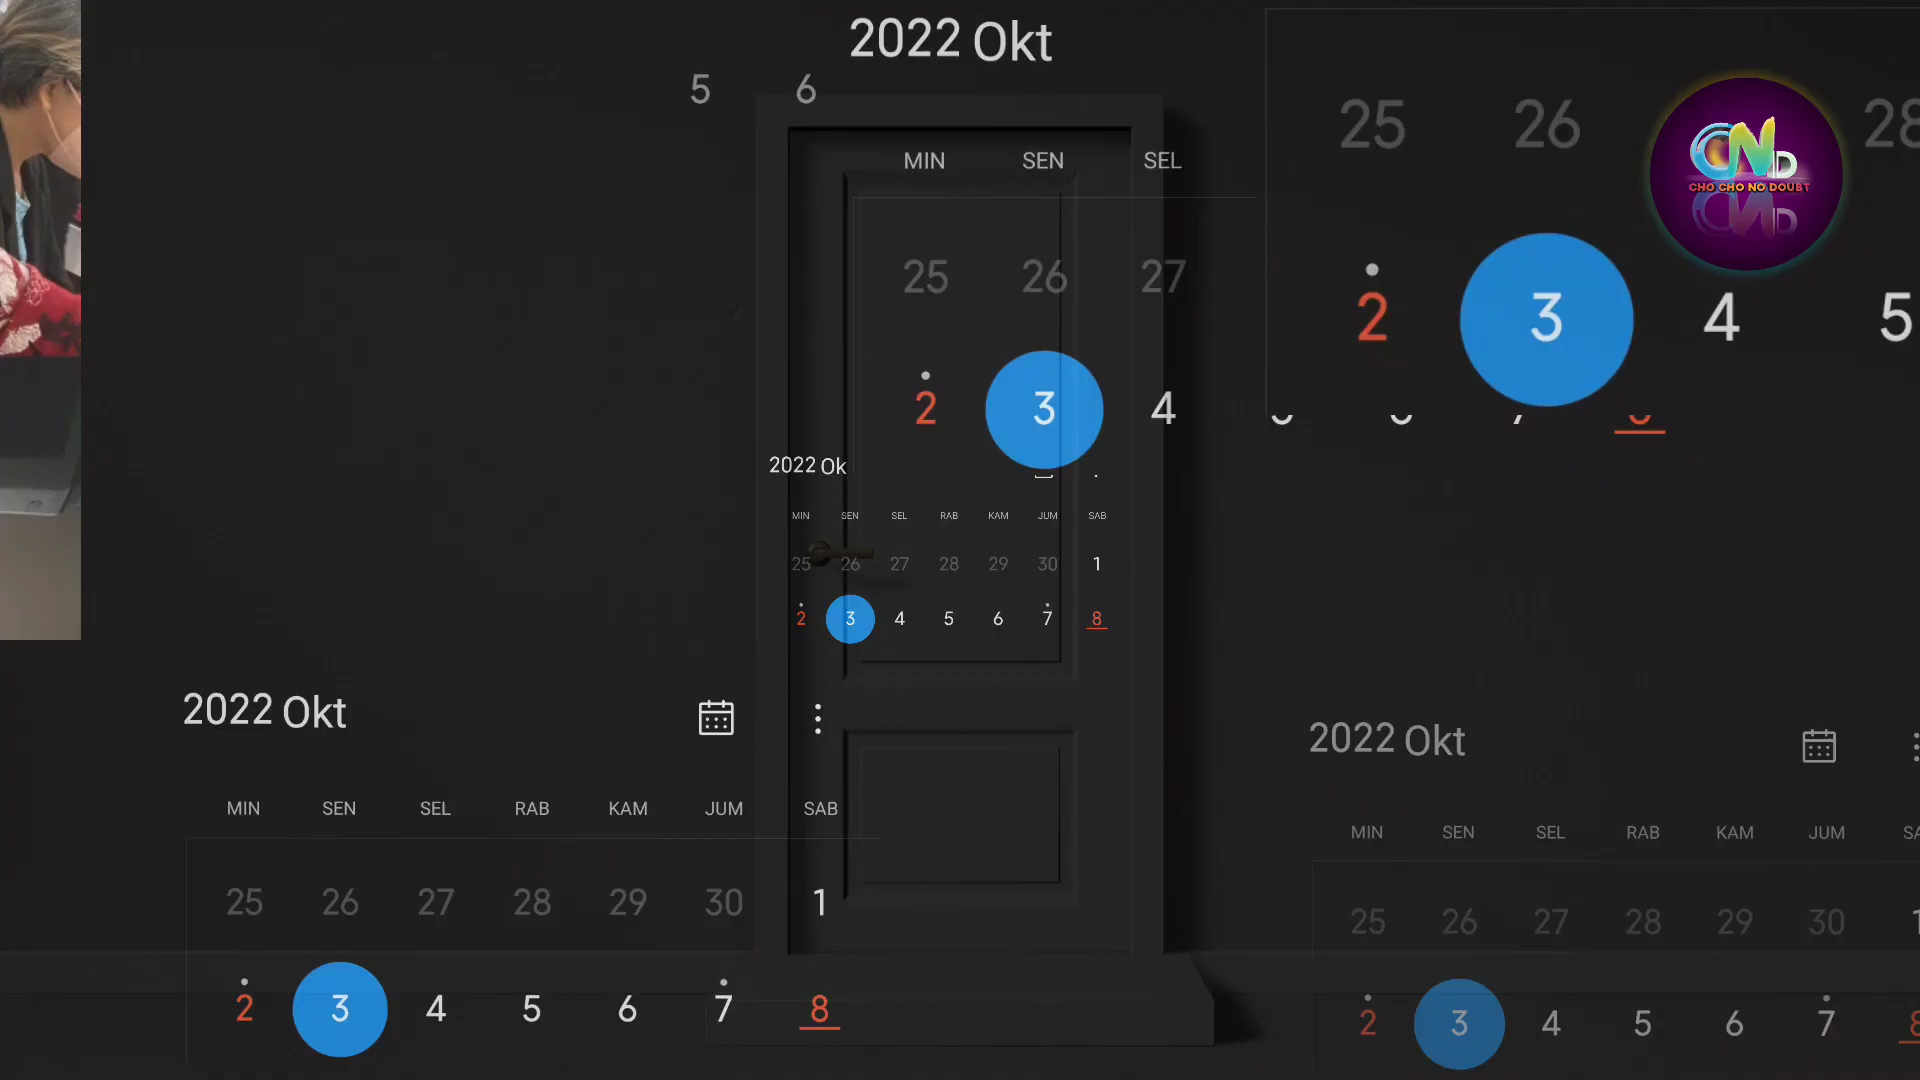 2022 Okt
5 6
MIN SEN SEL
25 26 27
2 3 4
25 26 28
CND
CHO CHO NO DOUBT
2 3 4 5
2022 Ok
MIN SEN SEL RAB KAM JUM SAB
25 26 27 28 29 30 1
2 3 4 5 6 7 8
2022 Okt
MIN SEN SEL RAB KAM JUM SAB
25 26 27 28 29 30 1
2 3 4 5 6 7 8
2022 Okt
MIN SEN SEL RAB KAM JUM
25 26 27 28 29 30
2 3 4 5 6 7